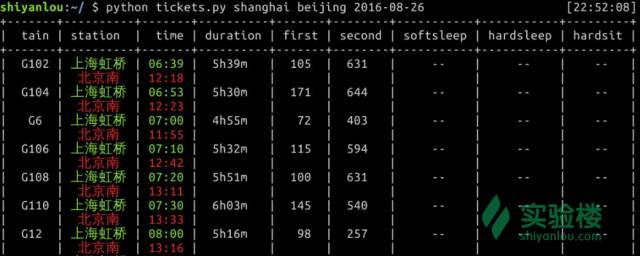 shiyanlou:~/ $ python tickets.py shanghai beijing 2016-08-26 [22:52:08]
| tain | station | time | duration | first | second | softsleep | hardsleep | hardsit |
| G102 | 上海虹桥 | 06:39 | 5h39m | 105 | 631 | -- | -- | -- |
| | 北京南 | 12:18 | | | | | | |
| G104 | 上海虹桥 | 06:53 | 5h30m | 171 | 644 | -- | -- | -- |
| | 北京南 | 12:23 | | | | | | |
| G6 | 上海虹桥 | 07:00 | 4h55m | 72 | 403 | -- | -- | -- |
| | 北京南 | 11:55 | | | | | | |
| G106 | 上海虹桥 | 07:10 | 5h32m | 115 | 594 | -- | -- | -- |
| | 北京南 | 12:42 | | | | | | |
| G108 | 上海虹桥 | 07:20 | 5h51m | 100 | 631 | -- | -- | -- |
| | 北京南 | 13:11 | | | | | | |
| G110 | 上海虹桥 | 07:30 | 6h03m | 145 | 540 | -- | -- | -- |
| | 北京南 | 13:33 | | | | | | |
| G12 | 上海虹桥 | 08:00 | 5h16m | 98 | 257 | -- | -- | -- |
| | 北京南 | 13:16 | | | | | | |
实验楼
shiyanlou.com